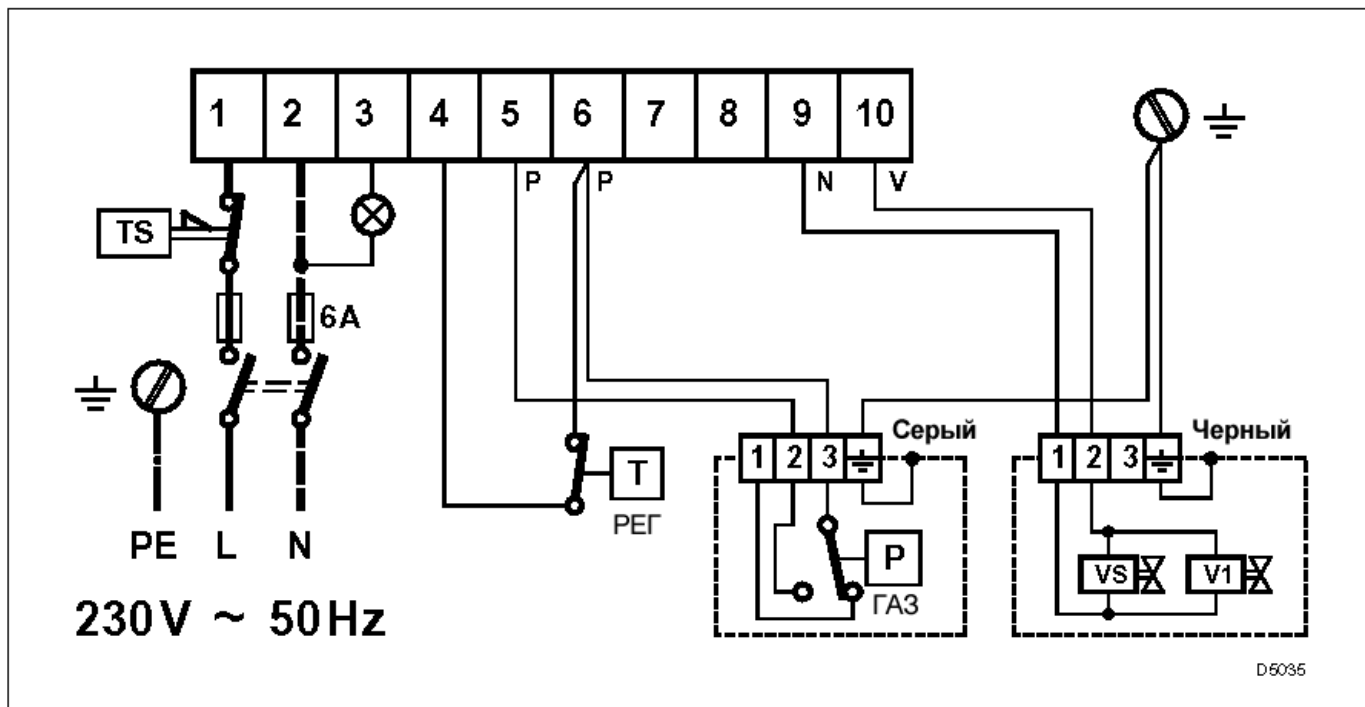 1 2 3 4 5 6 7 8 9 10
P P N V
TS
6A
Серый
Черный
1 2 3
1 2 3
T
РЕГ
PE L N
P
ГАЗ
VS V1
230V ~ 50Hz
D5035